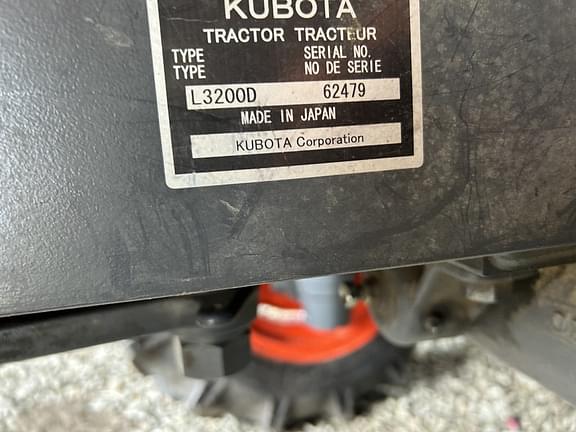 KUBOTA
TRACTOR TRACTEUR
TYPE SERIAL NO.
TYPE NO DE SERIE
L3200D 62479
MADE IN JAPAN
KUBOTA Corporation